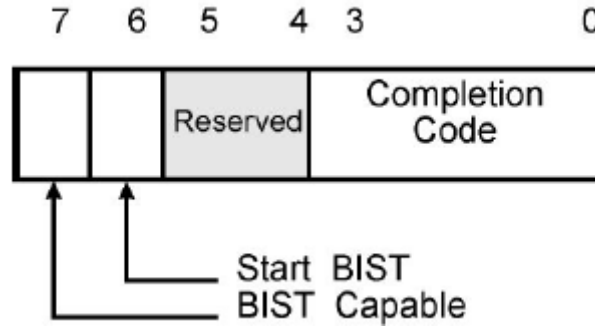 7 6 5 4 3 0
Completion
Reserved Code
Start BIST
BIST Capable